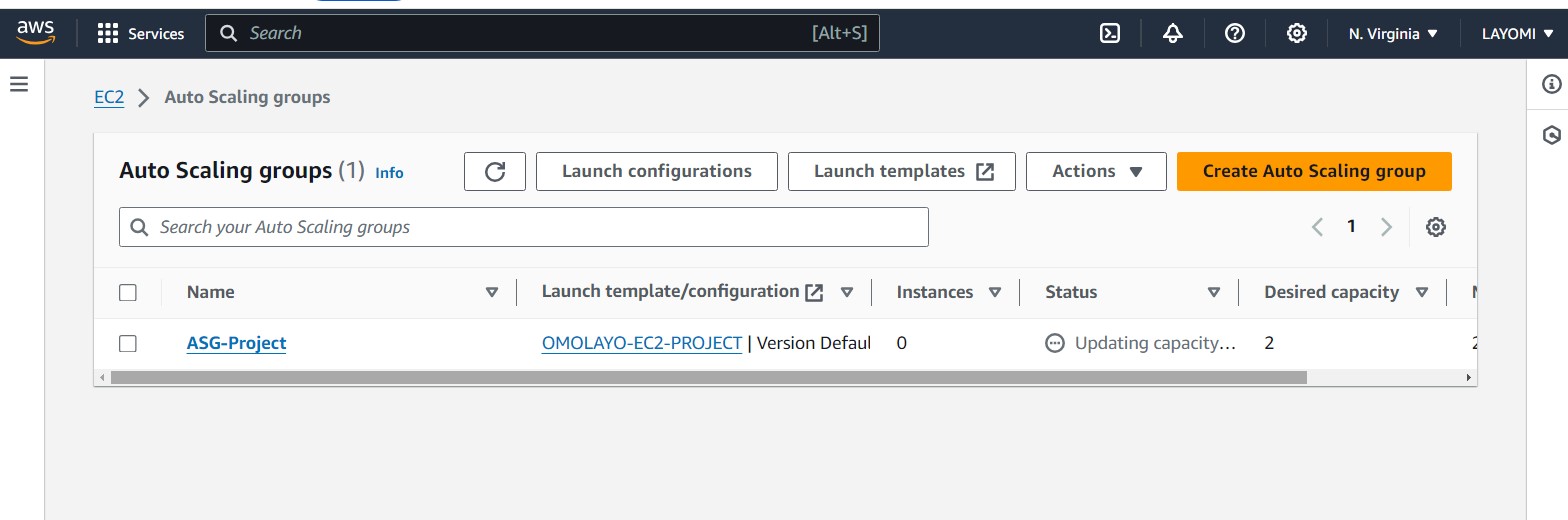 aws Services Search [Alt+S] N. Virginia LAYOMI
EC2 Auto Scaling groups
Auto Scaling groups (1) Info Launch configurations Launch templates Actions Create Auto Scaling group
Search your Auto Scaling groups 1
Name Launch template/configuration Instances Status Desired capacity
ASG-Project OMOLAYO-EC2-PROJECT | Version Defaul 0 Updating capacity... 2